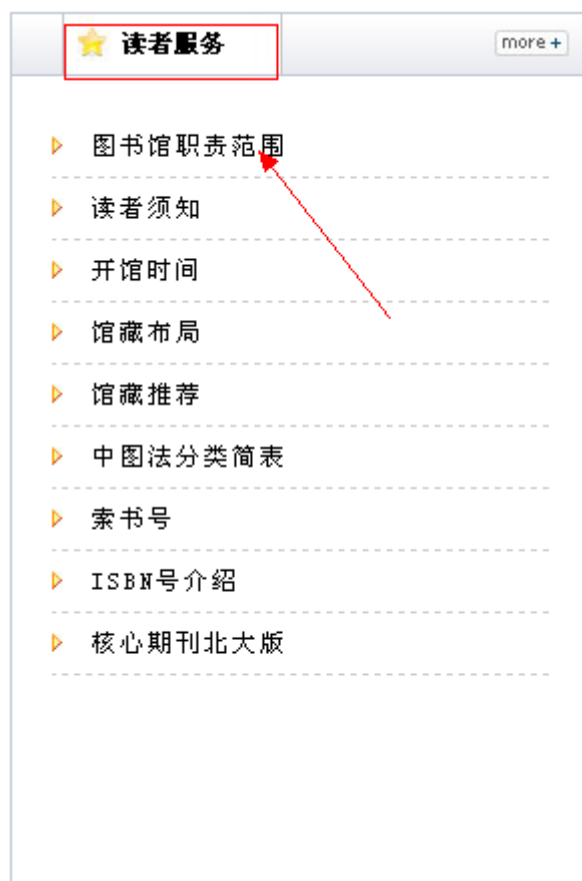 读者服务
more +
图书馆职责范围
读者须知
开馆时间
馆藏布局
馆藏推荐
中图法分类简表
索书号
ISBN号介绍
核心期刊北大版